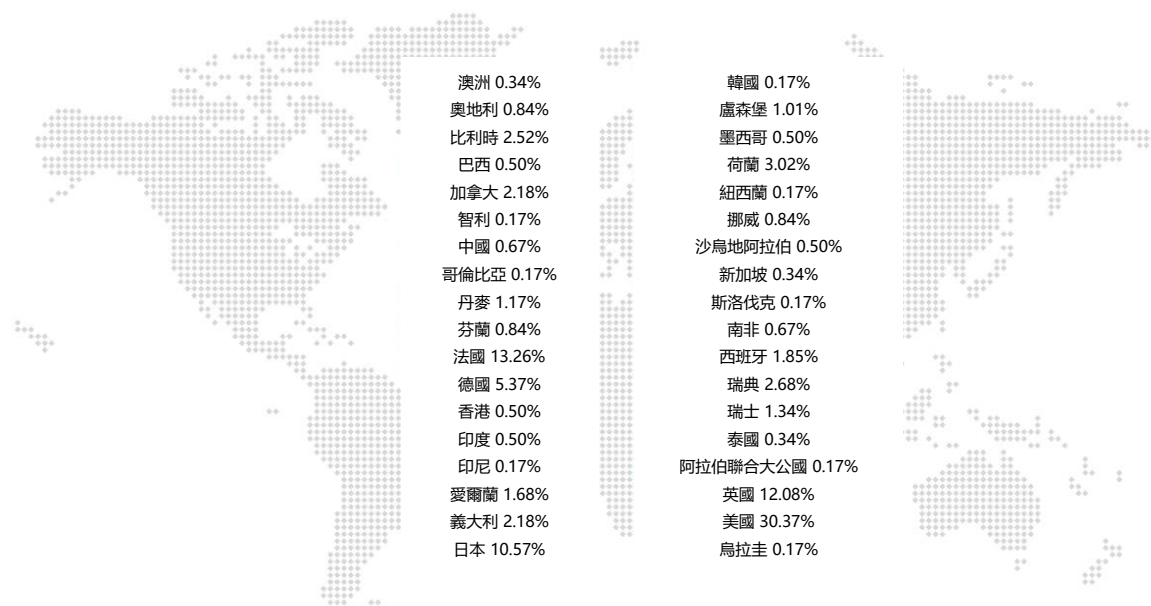 澳洲 0.34%
奧地利 0.84%
比利時 2.52%
巴西 0.50%
加拿大 2.18%
智利 0.17%
中國 0.67%
哥倫比亞 0.17%
丹麥 1.17%
芬蘭 0.84%
法國 13.26%
德國 5.37%
香港 0.50%
印度 0.50%
印尼 0.17%
愛爾蘭 1.68%
義大利 2.18%
日本 10.57%
韓國 0.17%
盧森堡 1.01%
墨西哥 0.50%
荷蘭 3.02%
紐西蘭 0.17%
挪威 0.84%
沙烏地阿拉伯 0.50%
新加坡 0.34%
斯洛伐克 0.17%
南非 0.67%
西班牙 1.85%
瑞典 2.68%
瑞士 1.34%
泰國 0.34%
阿拉伯聯合大公國 0.17%
英國 12.08%
美國 30.37%
烏拉圭 0.17%